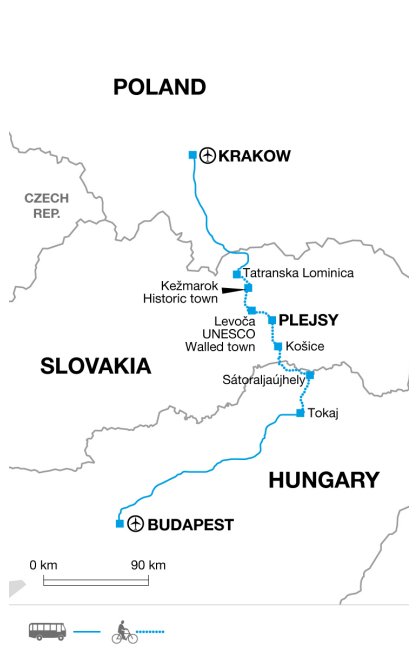 POLAND
KRAKOW
CZECH
REP.
Tatranska Lominica
Kežmarok
Historic town
Levoča
UNESCO
Walled town
PLEJSY
Košice
SLOVAKIA
Sátoraljaújhely
Tokaj
HUNGARY
BUDAPEST
0 km
90 km